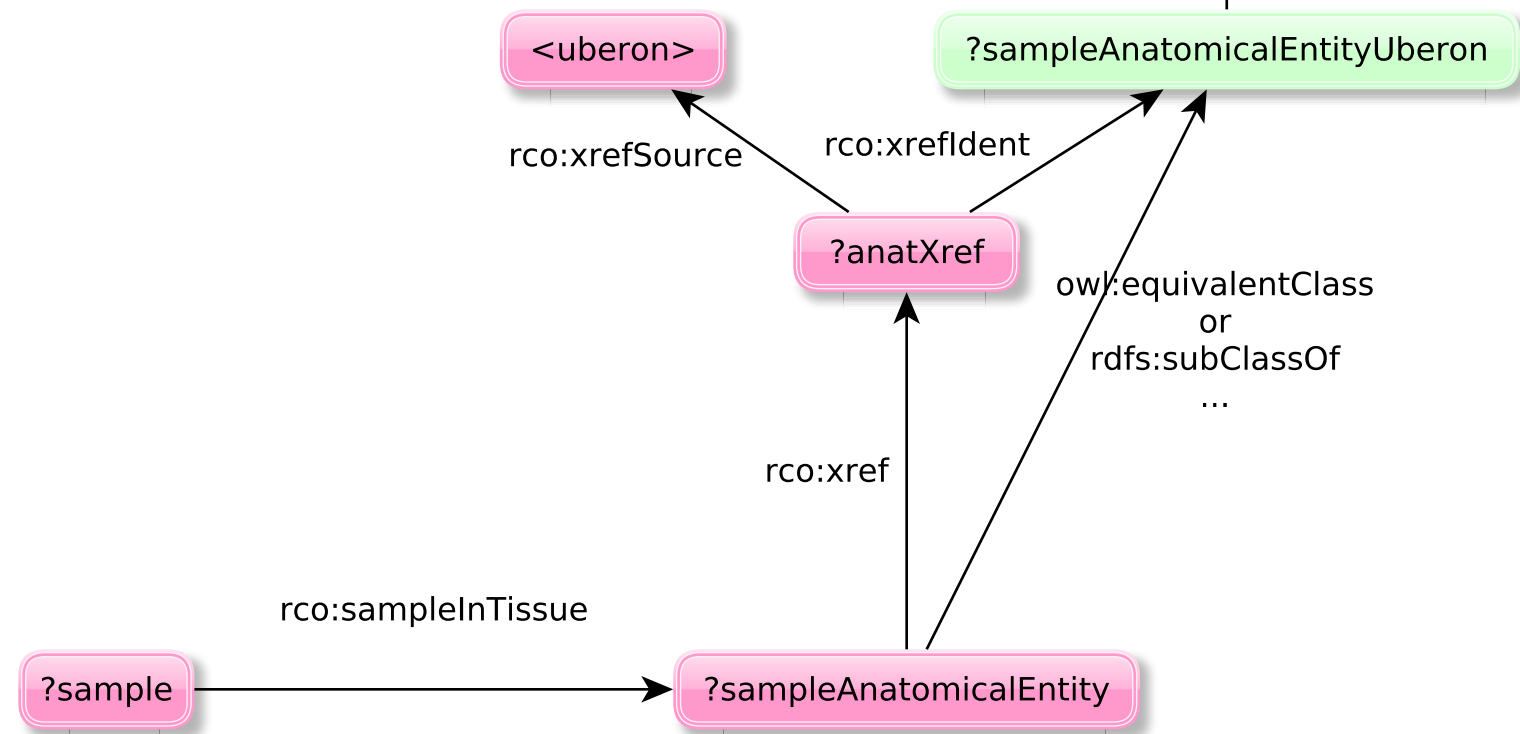 <uberon>
?sampleAnatomicalEntityUberon
rco:xrefSource
rco:xrefIdent
?anatXref
owl:equivalentClass
or
rdfs:subClassOf
...
rco:xref
rco:sampleInTissue
?sample
?sampleAnatomicalEntity